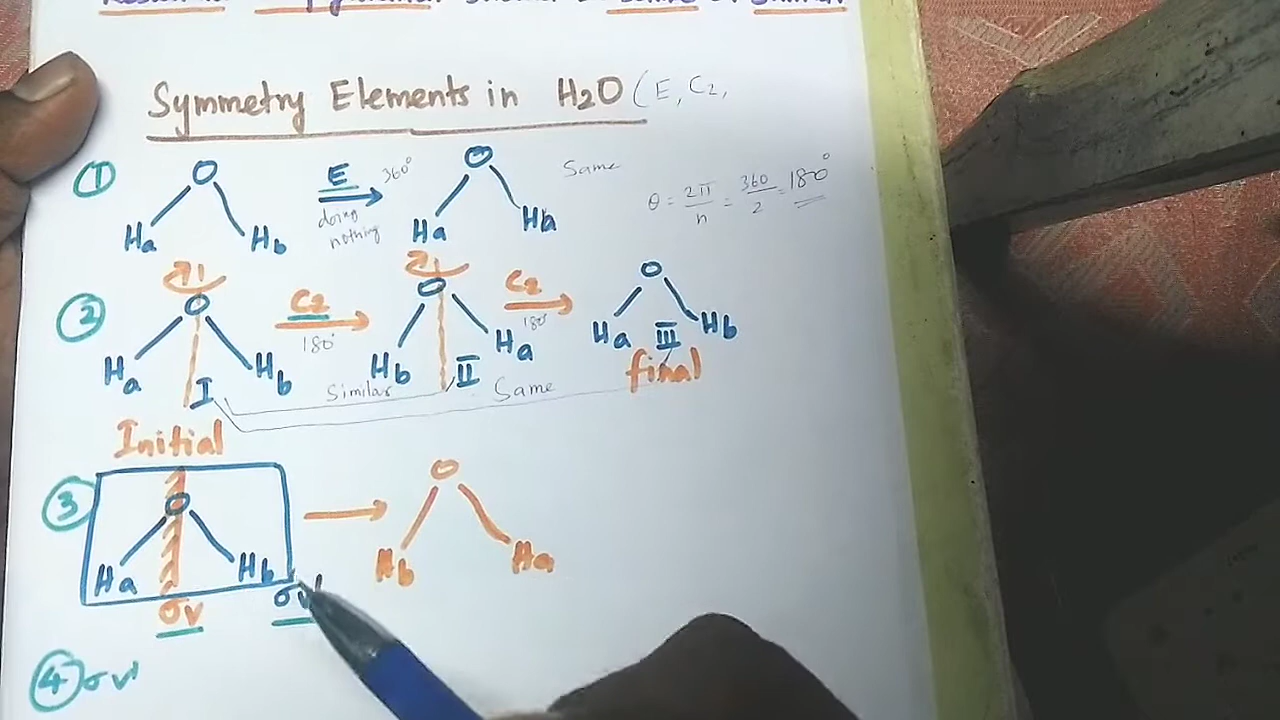 Symmetry Elements in H2O (E, C2,
① O E 360° O Same
doing nothing
Ha Hb Ha Hb
θ = 2π/n = 360/2 = 180°
② O C2 180° O C2 180° O
Ha Hb Hb Ha Ha Hb
I II III
Similar Same
Initial final
③ O O
Ha Hb Hb Ha
σv σv'
④ σv'